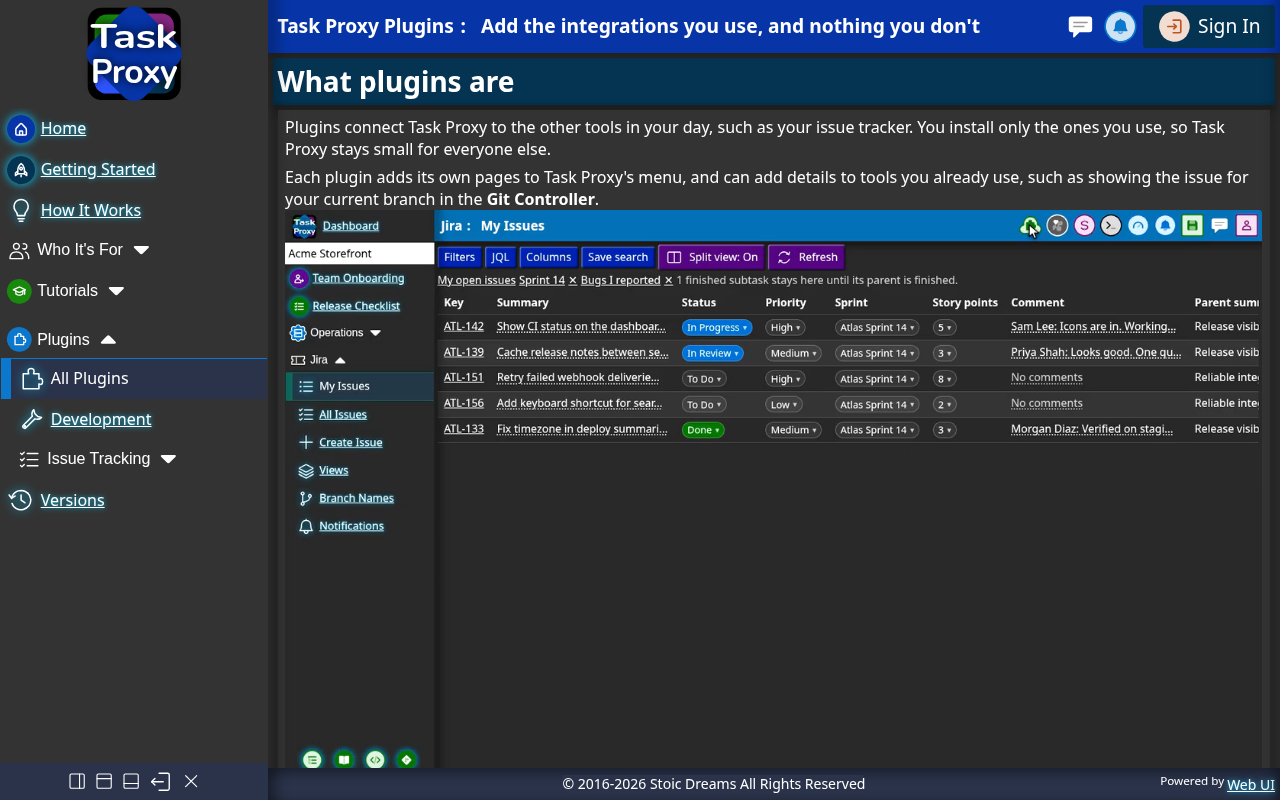 Task Proxy
Home
Getting Started
How It Works
Who It's For
Tutorials
Plugins
All Plugins
Development
Issue Tracking
Versions
Task Proxy Plugins : Add the integrations you use, and nothing you don't
Sign In
What plugins are
Plugins connect Task Proxy to the other tools in your day, such as your issue tracker. You install only the ones you use, so Task
Proxy stays small for everyone else.
Each plugin adds its own pages to Task Proxy's menu, and can add details to tools you already use, such as showing the issue for
your current branch in the Git Controller.
Task Proxy
Dashboard
Acme Storefront
Team Onboarding
Release Checklist
Operations
Jira
My Issues
All Issues
Create Issue
Views
Branch Names
Notifications
Jira : My Issues
S
Filters JQL Columns Save search Split view: On Refresh
My open issues Sprint 14 × Bugs I reported × 1 finished subtask stays here until its parent is finished.
Key Summary Status Priority Sprint Story points Comment Parent sum
ATL-142 Show CI status on the dashboar... In Progress High Atlas Sprint 14 5 Sam Lee: Icons are in. Working... Release visib
ATL-139 Cache release notes between se... In Review Medium Atlas Sprint 14 3 Priya Shah: Looks good. One qu... Release visib
ATL-151 Retry failed webhook deliverie... To Do High Atlas Sprint 14 8 No comments Reliable inte
ATL-156 Add keyboard shortcut for sear... To Do Low Atlas Sprint 14 2 No comments Reliable inte
ATL-133 Fix timezone in deploy summari... Done Medium Atlas Sprint 14 3 Morgan Diaz: Verified on stagi... Release visib
© 2016-2026 Stoic Dreams All Rights Reserved
Powered by Web UI